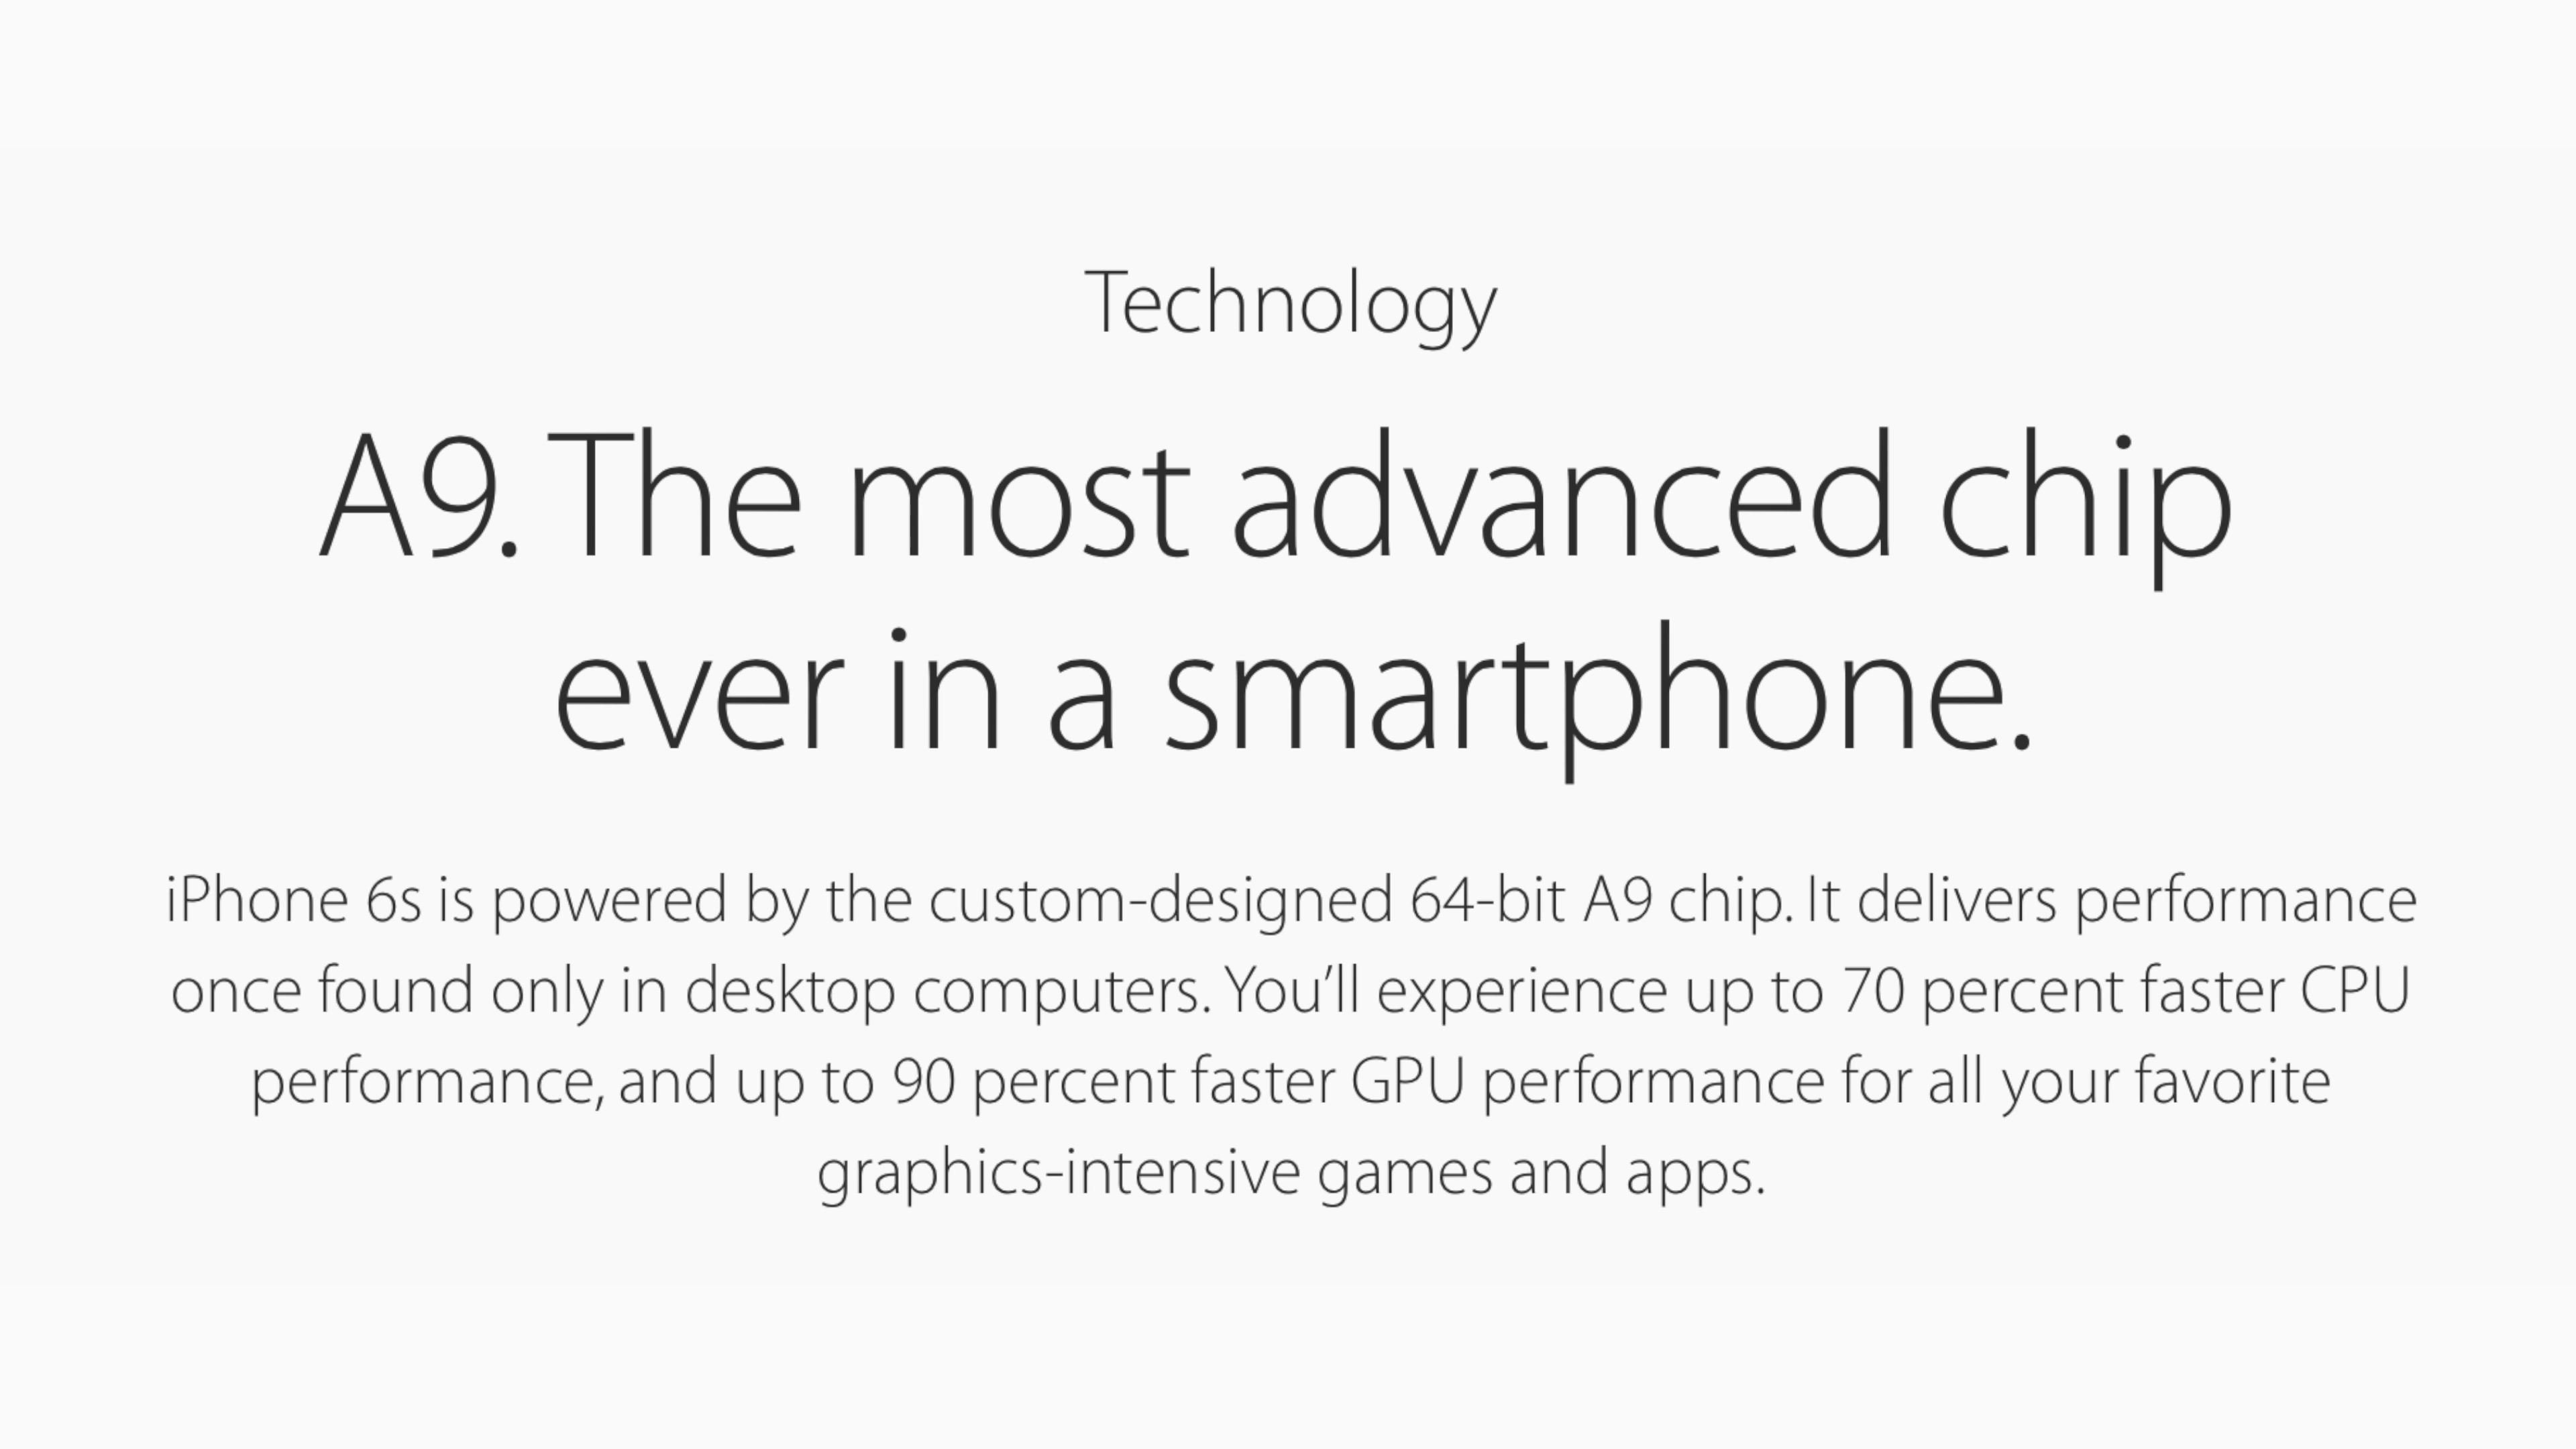 Technology
A9. The most advanced chip
ever in a smartphone.
iPhone 6s is powered by the custom-designed 64-bit A9 chip. It delivers performance
once found only in desktop computers. You’ll experience up to 70 percent faster CPU
performance, and up to 90 percent faster GPU performance for all your favorite
graphics-intensive games and apps.